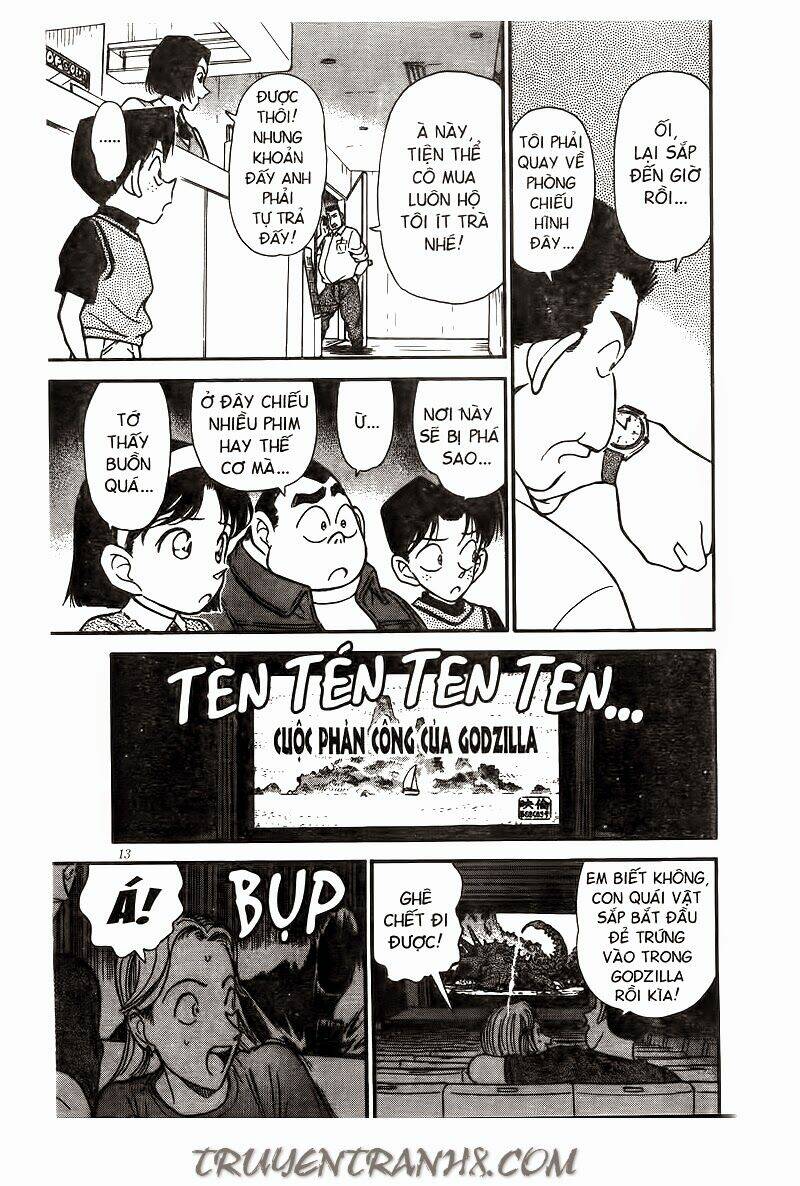 ỐI,
LẠI SẮP
ĐẾN GIỜ
RỒI...
TÔI PHẢI
QUAY VỀ
PHÒNG
CHIẾU
HÌNH
ĐÂY...
À NÀY,
TIỆN THỂ
CÔ MUA
LUÔN HỘ
TÔI ÍT TRÀ
NHÉ!
ĐƯỢC
THÔI!
NHƯNG
KHOẢN
ĐẤY ANH
PHẢI
TỰ TRẢ
ĐẤY!
......
NƠI NÀY
SẼ BỊ PHÁ
SAO...
Ừ...
Ở ĐÂY CHIẾU
NHIỀU PHIM
HAY THẾ
CƠ MÀ...
TỚ
THẤY
BUỒN
QUÁ...
TÈN TÉN TEN TEN...
CUỘC PHẢN CÔNG CỦA GODZILLA
映倫
13
EM BIẾT KHÔNG,
CON QUÁI VẬT
SẮP BẮT ĐẦU
ĐẺ TRỨNG
VÀO TRONG
GODZILLA
RỒI KÌA!
GHÊ
CHẾT ĐI
ĐƯỢC!
BỤP
Á!
TRUYENTRANH8.COM